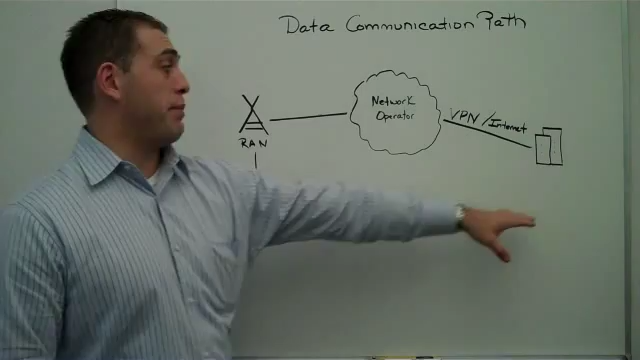 Data Communication Path
Network
Operator
VPN/Internet
RAN